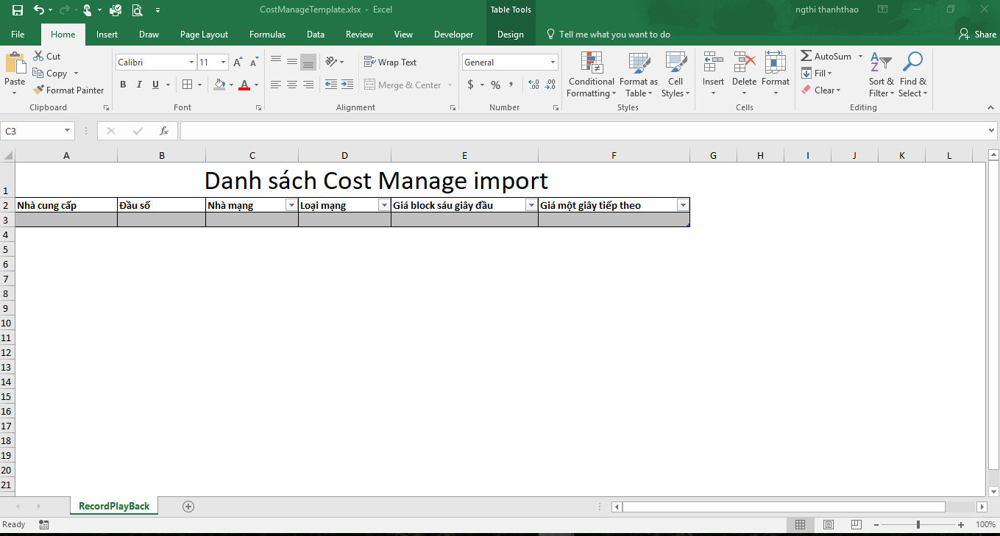 CostManageTemplate.xlsx - Excel
Table Tools
ngthi thanhthao
File Home Insert Draw Page Layout Formulas Data Review View Developer Design Tell me what you want to do Share
Paste
Cut
Copy
Format Painter
Clipboard
Calibri 11
B I U
Font
Wrap Text
Merge & Center
Alignment
General
$ % ,
Number
Conditional Formatting
Format as Table
Cell Styles
Styles
Insert
Delete
Format
Cells
AutoSum
Fill
Clear
Sort & Filter
Find & Select
Editing
C3 fx
A B C D E F G H I J K L
1 Danh sách Cost Manage import
2 Nhà cung cấp Đầu số Nhà mạng Loại mạng Giá block sáu giây đầu Giá một giây tiếp theo
3
4
5
6
7
8
9
10
11
12
13
14
15
16
17
18
19
20
21
RecordPlayBack
Ready 100%